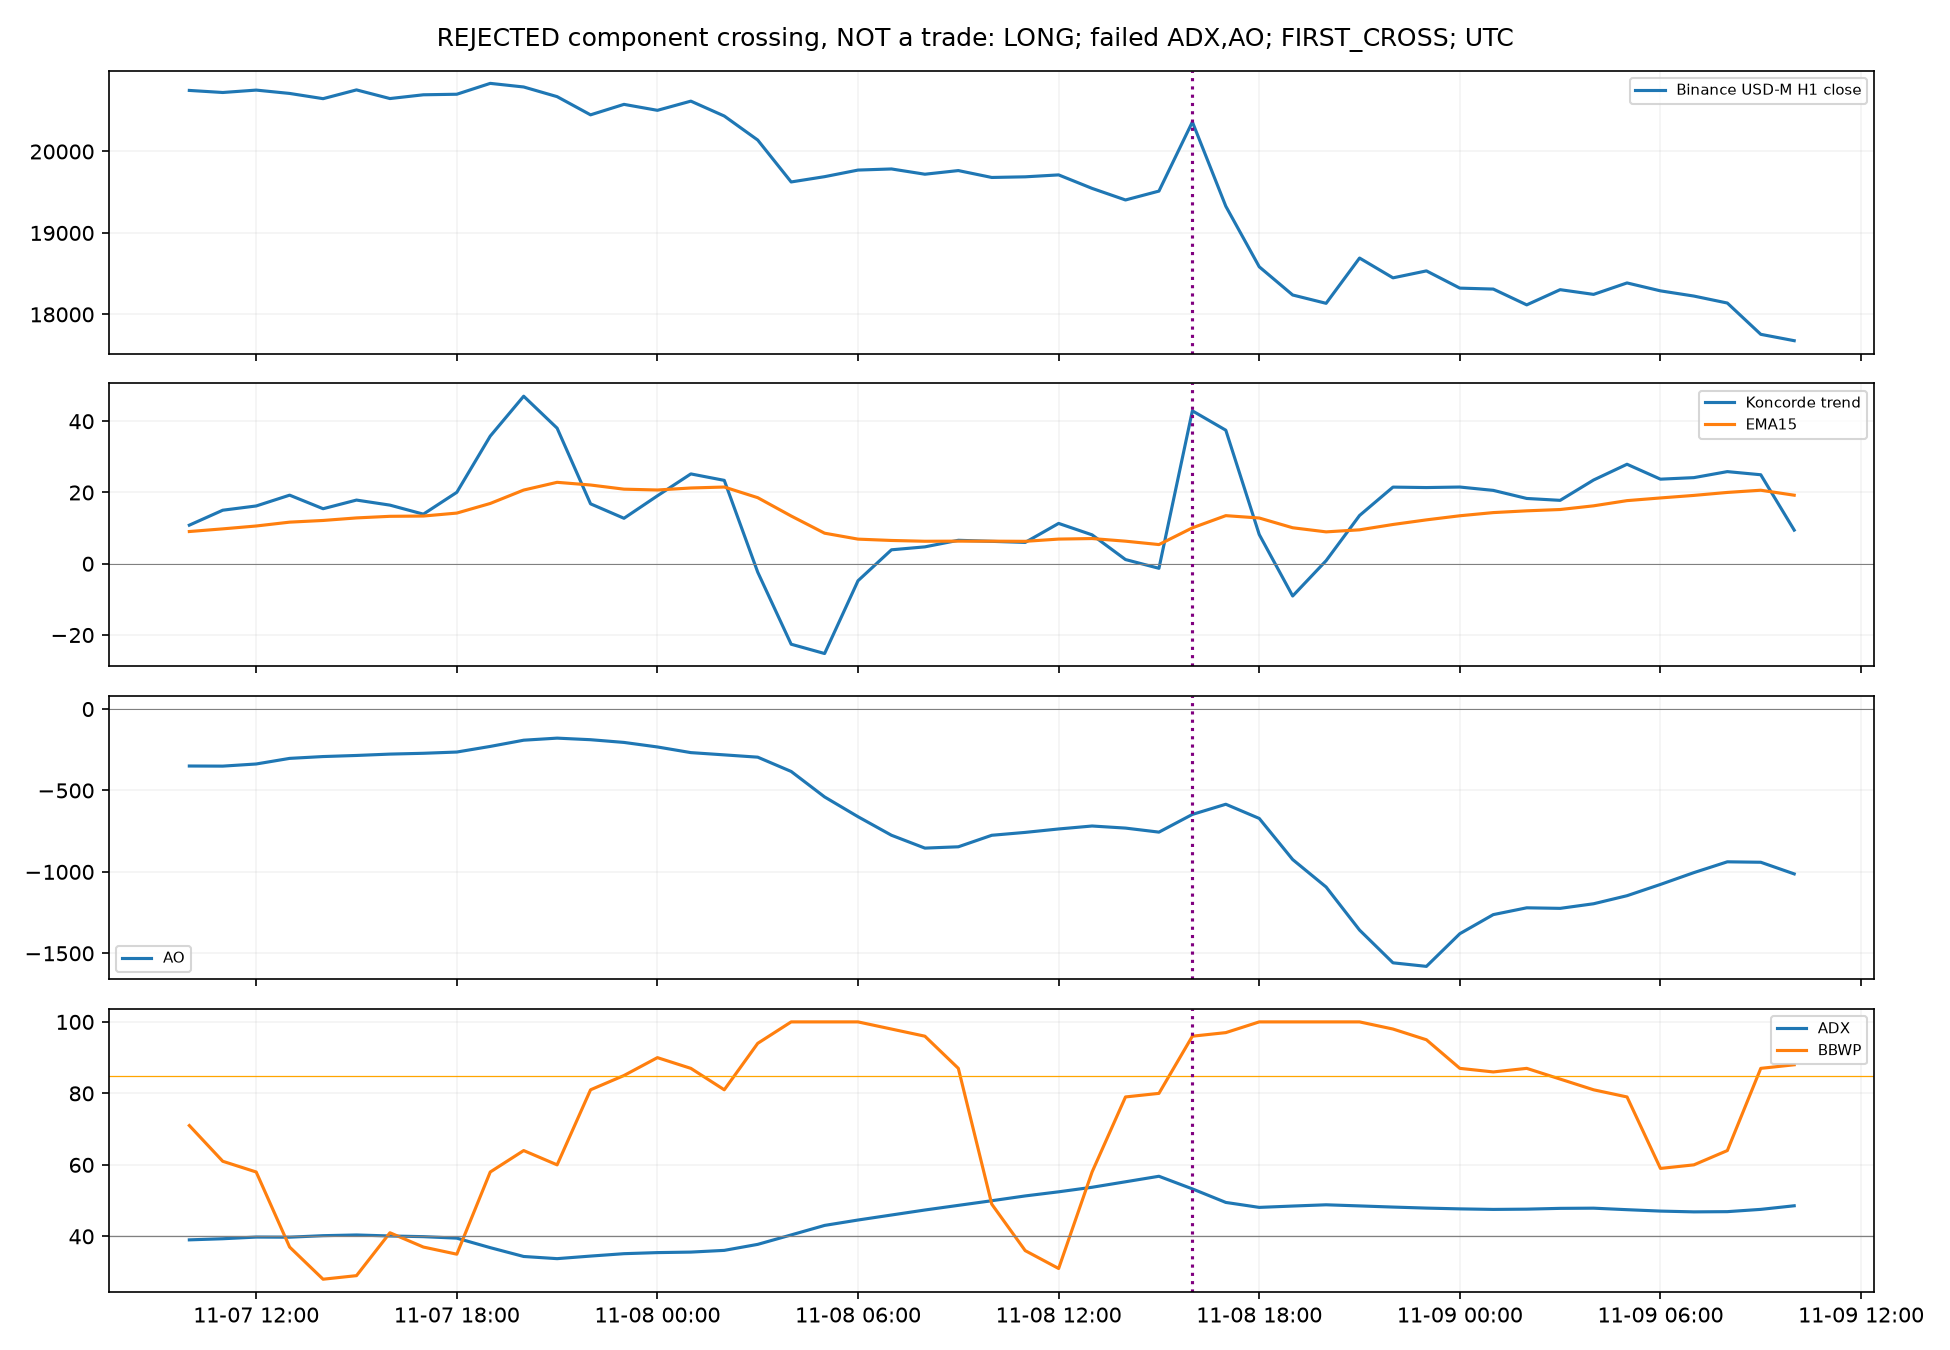 REJECTED component crossing, NOT a trade: LONG; failed ADX,AO; FIRST_CROSS; UTC
Binance USD-M H1 close
20000
19000
18000
Koncorde trend
EMA15
40
20
0
−20
0
−500
−1000
−1500
AO
ADX
BBWP
100
80
60
40
11-07 12:00 11-07 18:00 11-08 00:00 11-08 06:00 11-08 12:00 11-08 18:00 11-09 00:00 11-09 06:00 11-09 12:00